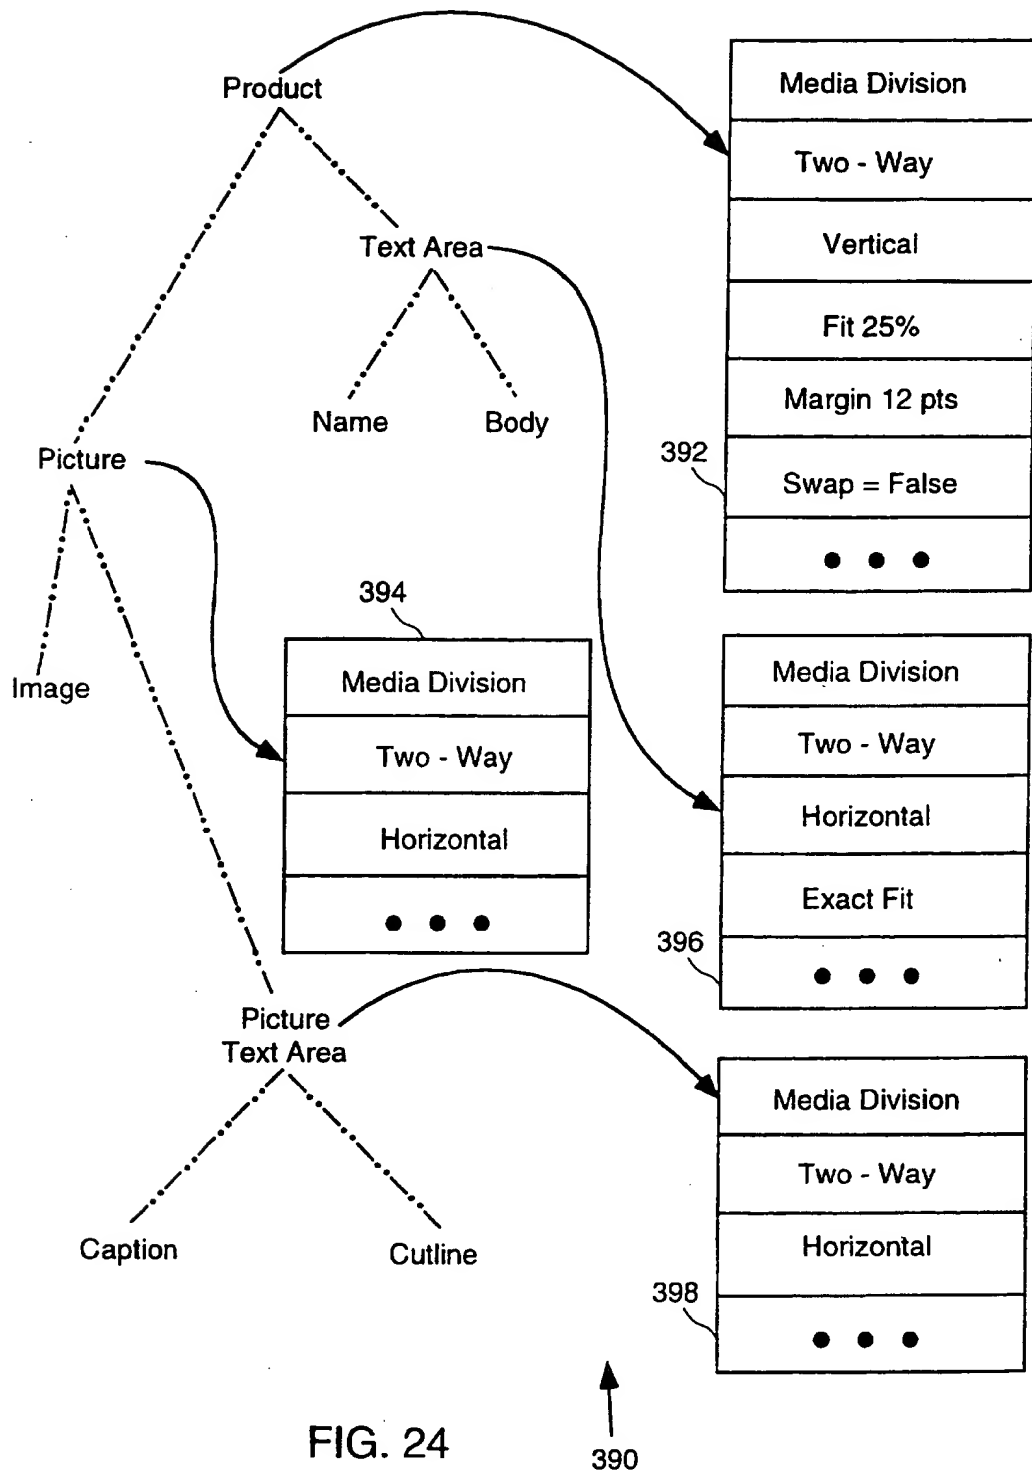 Product
Media Division
Two - Way
Vertical
Fit 25%
Margin 12 pts
Swap = False
● ● ●
392
Text Area
Name
Body
Picture
Image
394
Media Division
Two - Way
Horizontal
● ● ●
Media Division
Two - Way
Horizontal
Exact Fit
● ● ●
396
Picture
Text Area
Caption
Cutline
Media Division
Two - Way
Horizontal
● ● ●
398
FIG. 24
390